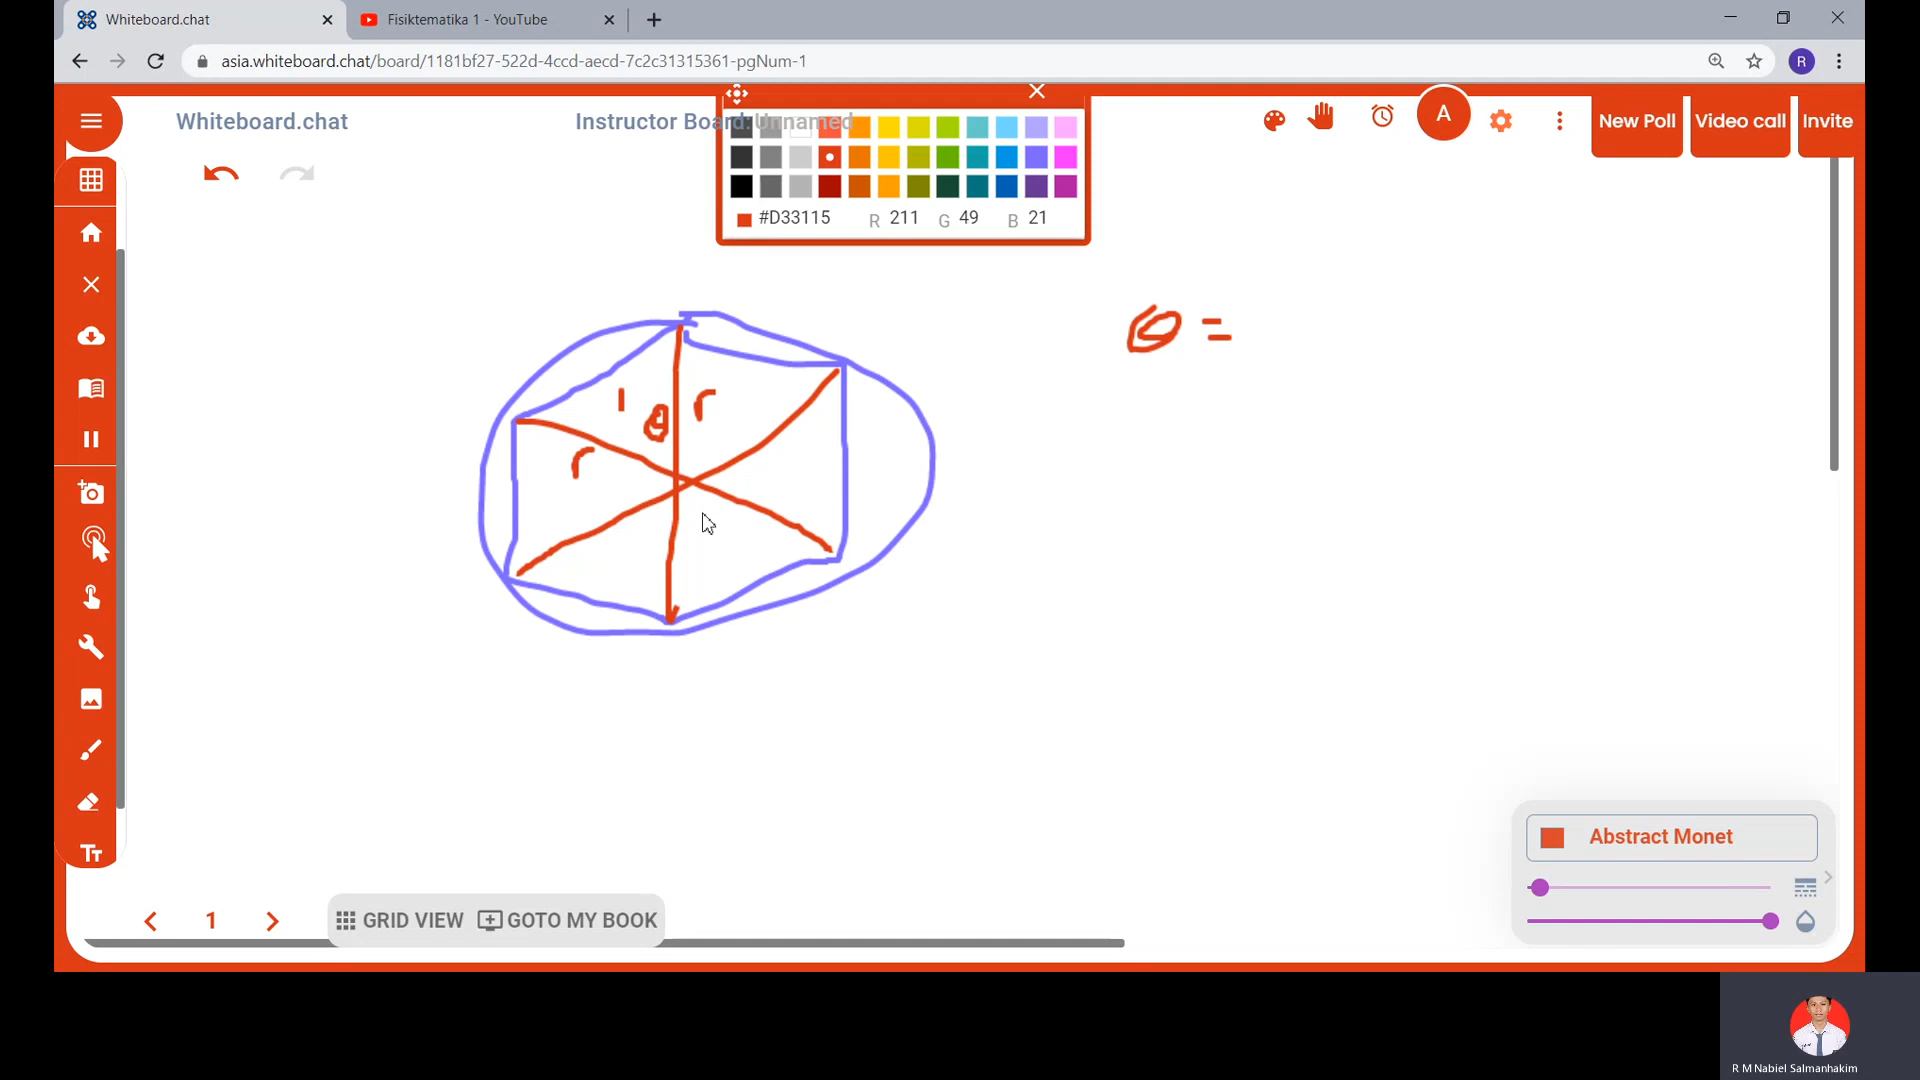 Whiteboard.chat
Fisiktematika 1 - YouTube
asia.whiteboard.chat/board/1181bf27-522d-4ccd-aecd-7c2c31315361-pgNum-1
R
Whiteboard.chat
Instructor Board: Unnamed
A
New Poll
Video call
Invite
#D33115 R 211 G 49 B 21
θ =
1 θ r
r
Abstract Monet
1
GRID VIEW
GOTO MY BOOK
TT
R M Nabiel Salmanhakim